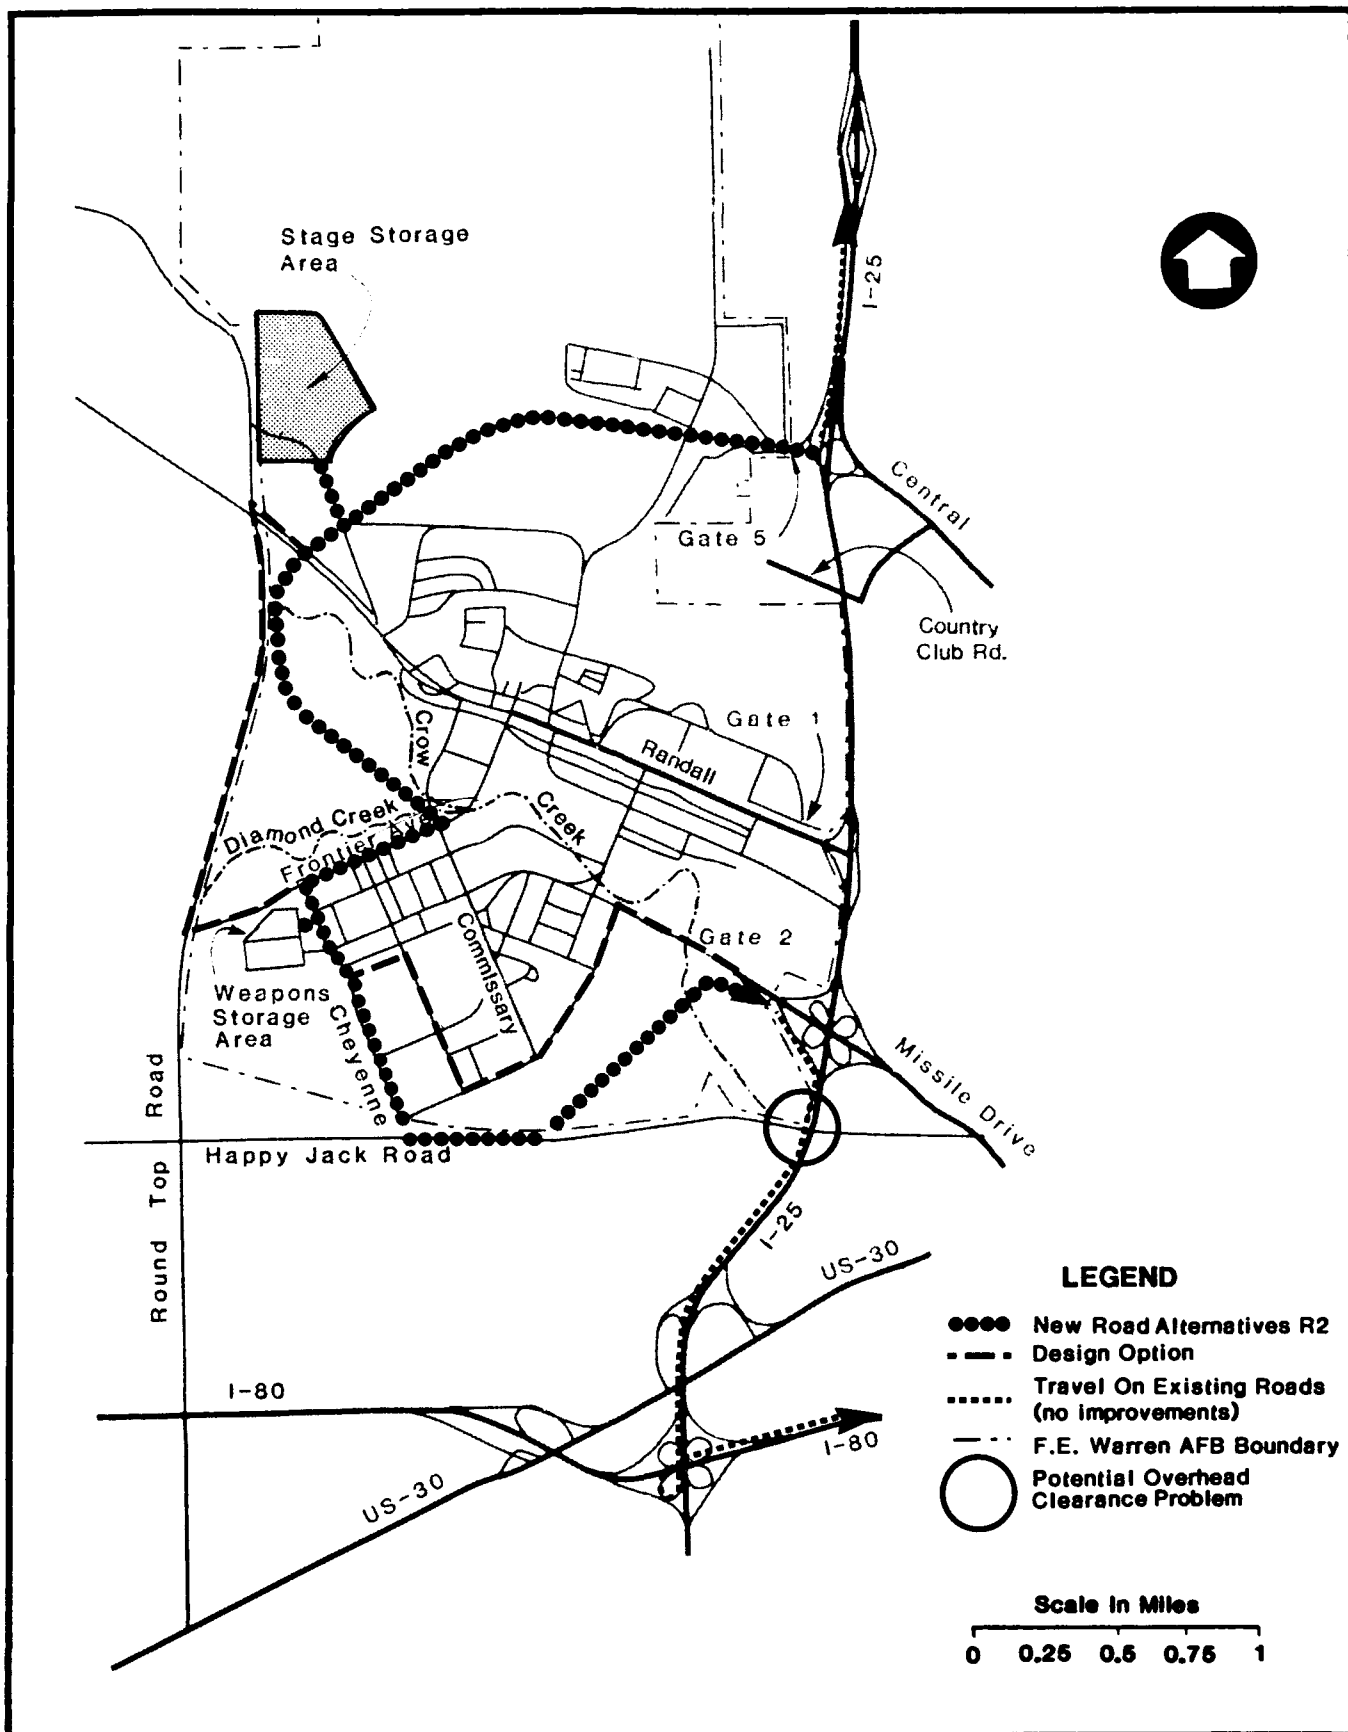 Stage Storage
Area
I-25
Central
Gate 5
Country
Club Rd.
Gate 1
Crow
Randall
Creek
Diamond Creek
Frontier Ave
Gate 2
Commissary
Weapons
Storage
Area
Cheyenne
Missile Drive
Happy Jack Road
Round Top Road
I-25
US-30
I-80
I-80
US-30
LEGEND
New Road Alternatives R2
Design Option
Travel On Existing Roads
(no improvements)
F.E. Warren AFB Boundary
Potential Overhead
Clearance Problem
Scale in Miles
0 0.25 0.5 0.75 1